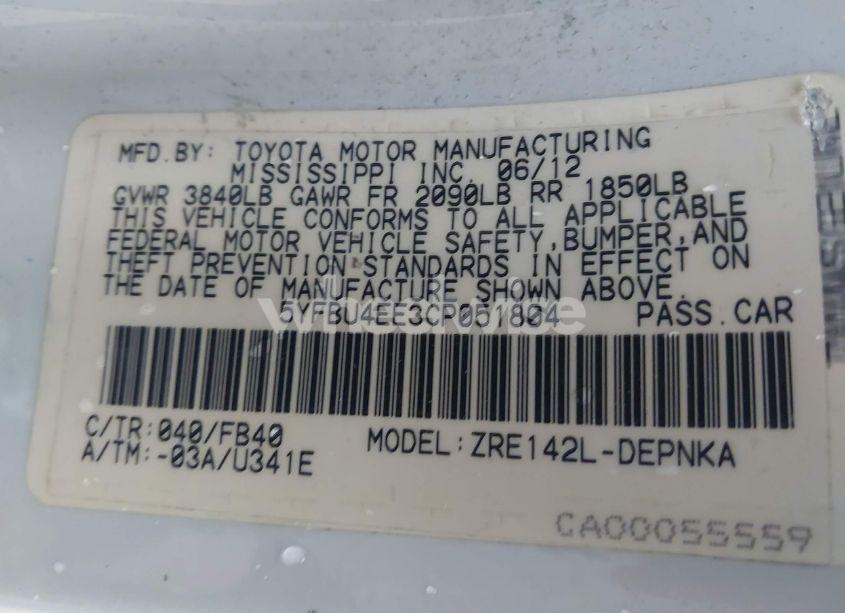 MFD.BY: TOYOTA MOTOR MANUFACTURING
MISSISSIPPI INC. 06/12
GVWR 3840LB GAWR FR 2090LB RR 1850LB
THIS VEHICLE CONFORMS TO ALL APPLICABLE
FEDERAL MOTOR VEHICLE SAFETY,BUMPER,AND
THEFT PREVENTION STANDARDS IN EFFECT ON
THE DATE OF MANUFACTURE SHOWN ABOVE.
5YFBU4EE3CP051804 PASS.CAR
C/TR:040/FB40
A/TM:-03A/U341E
MODEL:ZRE142L-DEPNKA
CA00055559